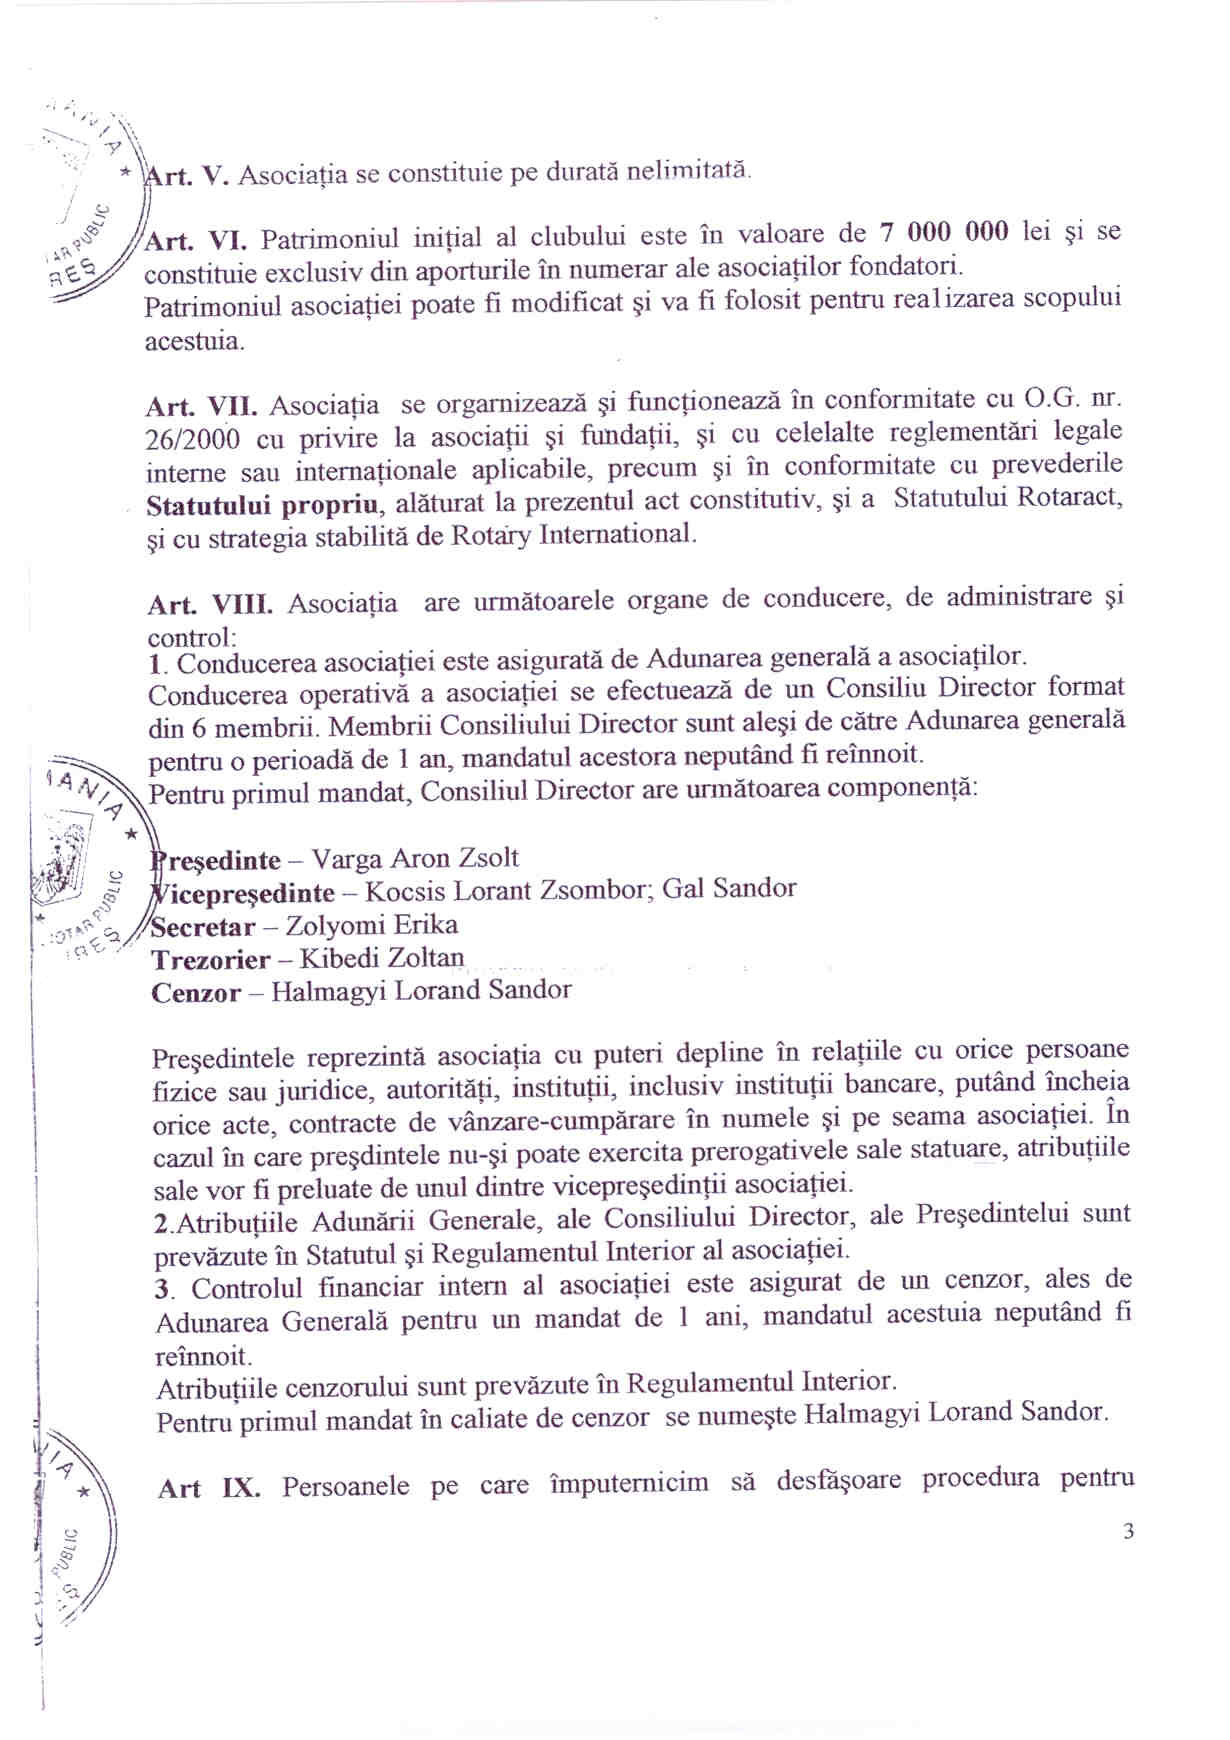 Art. V. Asociaţia se constituie pe durată nelimitată.
Art. VI. Patrimoniul iniţial al clubului este în valoare de 7 000 000 lei şi se
constituie exclusiv din aporturile în numerar ale asociaţilor fondatori.
Patrimoniul asociaţiei poate fi modificat şi va fi folosit pentru realizarea scopului
acestuia.
Art. VII. Asociaţia se orgarnizează şi funcţionează în conformitate cu O.G. nr.
26/2000 cu privire la asociaţii şi fundaţii, şi cu celelalte reglementări legale
interne sau internaţionale aplicabile, precum şi în conformitate cu prevederile
Statutului propriu, alăturat la prezentul act constitutiv, şi a Statutului Rotaract,
şi cu strategia stabilită de Rotary International.
Art. VIII. Asociaţia are următoarele organe de conducere, de administrare şi
control:
1. Conducerea asociaţiei este asigurată de Adunarea generală a asociaţilor.
Conducerea operativă a asociaţiei se efectuează de un Consiliu Director format
din 6 membrii. Membrii Consiliului Director sunt aleşi de către Adunarea generală
pentru o perioadă de 1 an, mandatul acestora neputând fi reînnoit.
Pentru primul mandat, Consiliul Director are următoarea componenţă:
Preşedinte – Varga Aron Zsolt
Vicepreşedinte – Kocsis Lorant Zsombor; Gal Sandor
Secretar – Zolyomi Erika
Trezorier – Kibedi Zoltan
Cenzor – Halmagyi Lorand Sandor
Preşedintele reprezintă asociaţia cu puteri depline în relaţiile cu orice persoane
fizice sau juridice, autorităţi, instituţii, inclusiv instituţii bancare, putând încheia
orice acte, contracte de vânzare-cumpărare în numele şi pe seama asociaţiei. În
cazul în care preşdintele nu-şi poate exercita prerogativele sale statuare, atribuţiile
sale vor fi preluate de unul dintre vicepreşedinţii asociaţiei.
2.Atribuţiile Adunării Generale, ale Consiliului Director, ale Preşedintelui sunt
prevăzute în Statutul şi Regulamentul Interior al asociaţiei.
3. Controlul financiar intern al asociaţiei este asigurat de un cenzor, ales de
Adunarea Generală pentru un mandat de 1 ani, mandatul acestuia neputând fi
reînnoit.
Atribuţiile cenzorului sunt prevăzute în Regulamentul Interior.
Pentru primul mandat în caliate de cenzor se numeşte Halmagyi Lorand Sandor.
Art IX. Persoanele pe care împuternicim să desfăşoare procedura pentru
3
PUBLIC
PUBLIC
PUBLIC